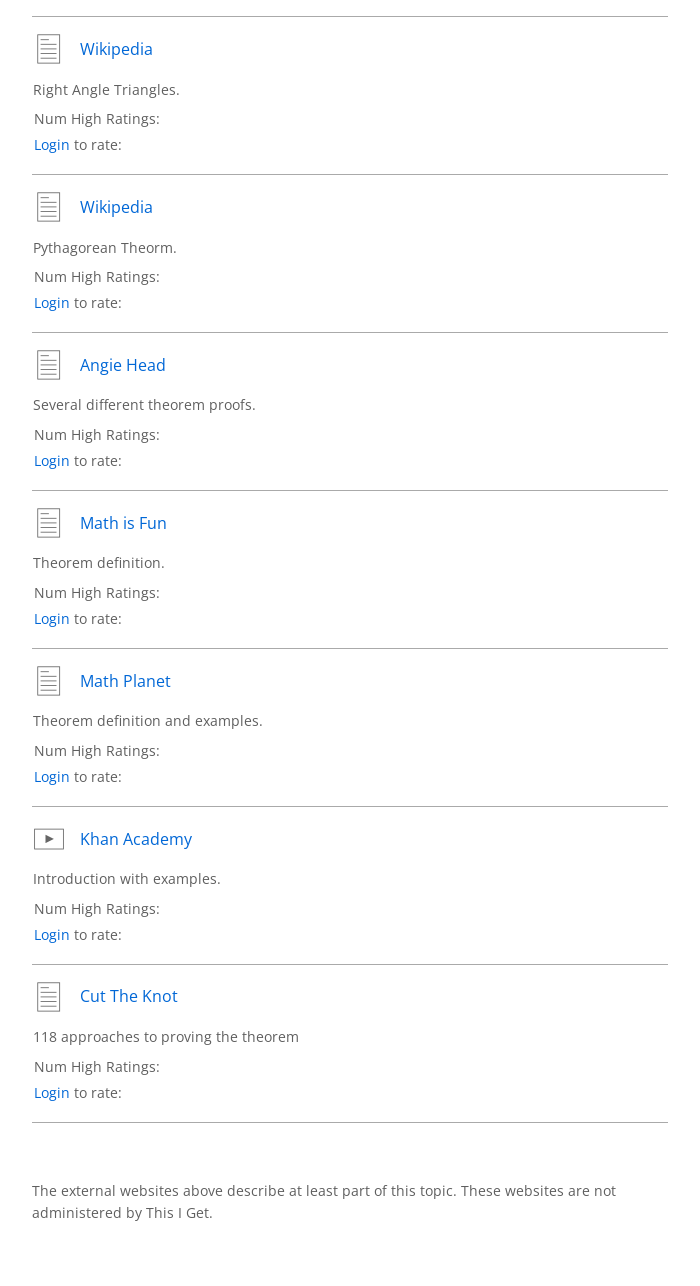 Wikipedia
Right Angle Triangles.
Num High Ratings:
Login to rate:
Wikipedia
Pythagorean Theorm.
Num High Ratings:
Login to rate:
Angie Head
Several different theorem proofs.
Num High Ratings:
Login to rate:
Math is Fun
Theorem definition.
Num High Ratings:
Login to rate:
Math Planet
Theorem definition and examples.
Num High Ratings:
Login to rate:
Khan Academy
Introduction with examples.
Num High Ratings:
Login to rate:
Cut The Knot
118 approaches to proving the theorem
Num High Ratings:
Login to rate:
The external websites above describe at least part of this topic. These websites are not
administered by This I Get.